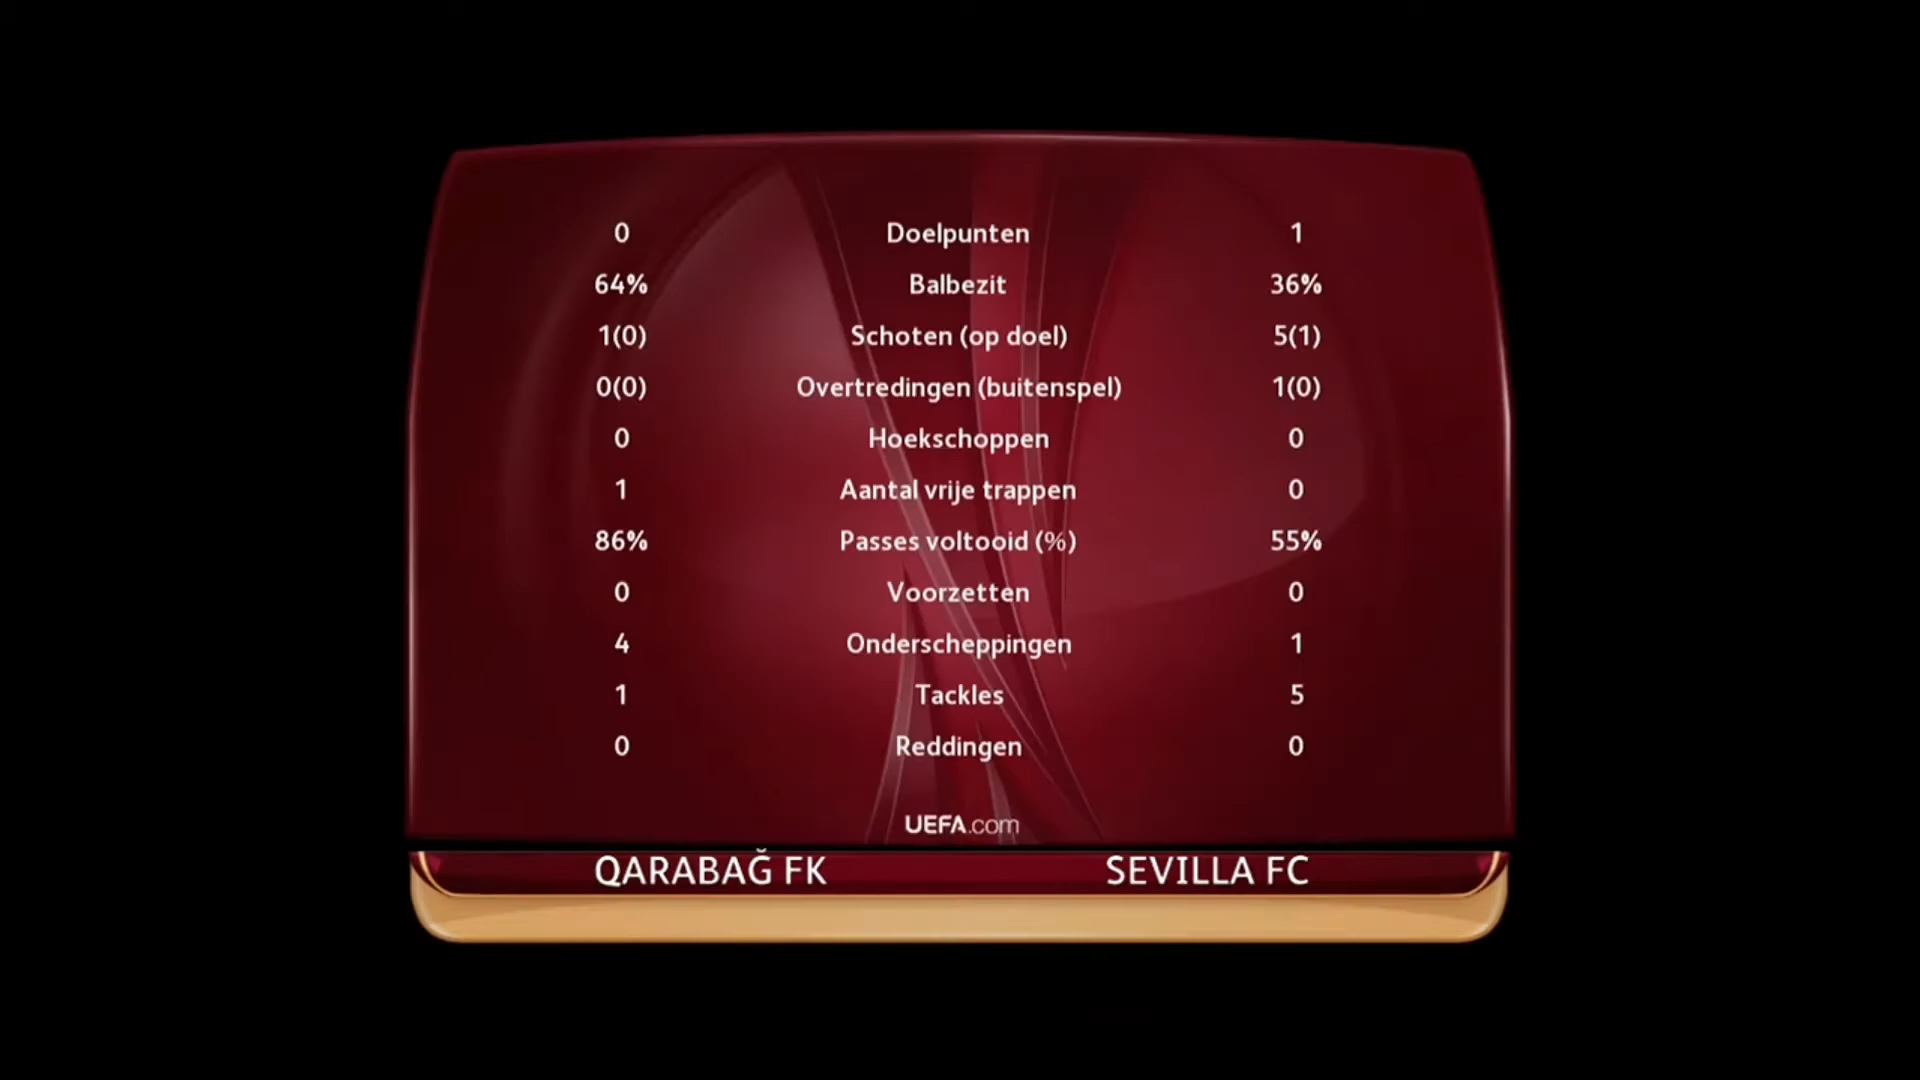 0 Doelpunten 1
64% Balbezit 36%
1(0) Schoten (op doel) 5(1)
0(0) Overtredingen (buitenspel) 1(0)
0 Hoekschoppen 0
1 Aantal vrije trappen 0
86% Passes voltooid (%) 55%
0 Voorzetten 0
4 Onderscheppingen 1
1 Tackles 5
0 Reddingen 0
UEFA.com
QARABAĞ FK SEVILLA FC